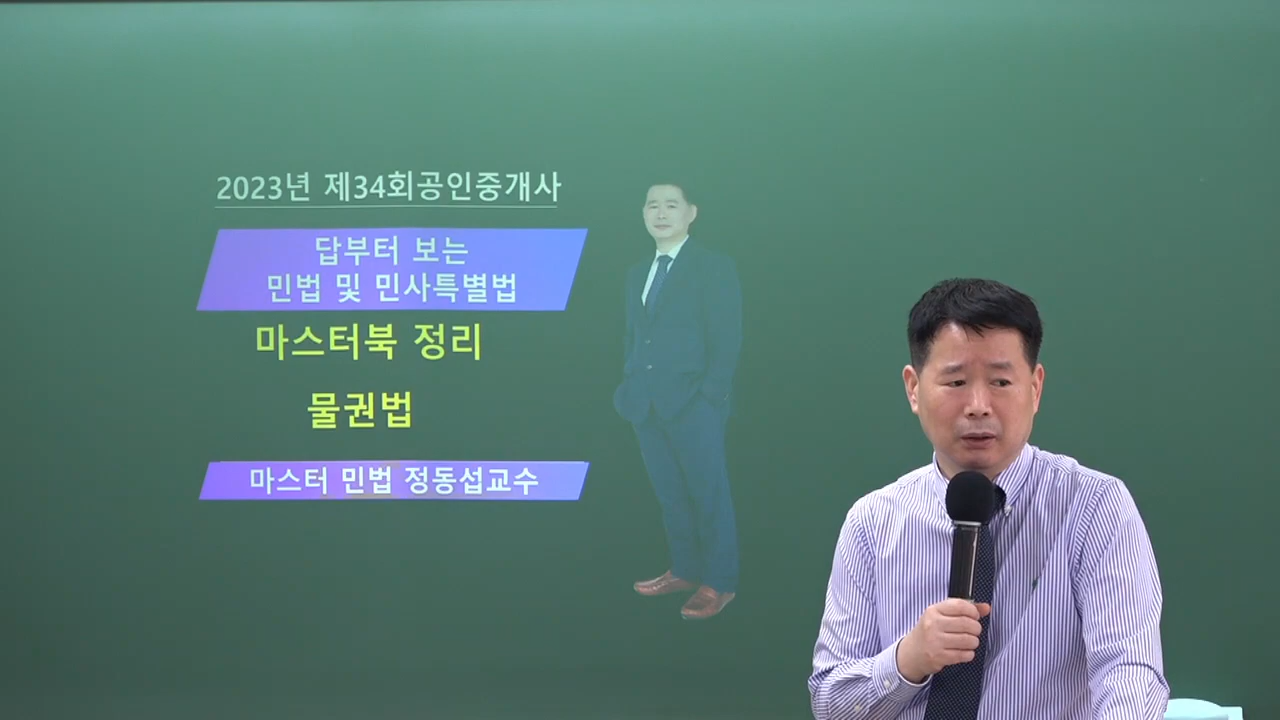 2023년 제34회공인중개사
답부터 보는
민법 및 민사특별법
마스터북 정리
물권법
마스터 민법 정동섭교수